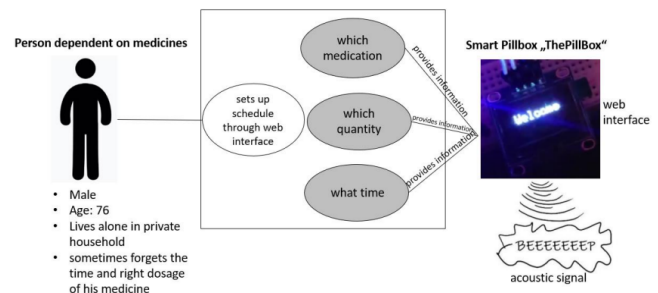 Person dependent on medicines
• Male
• Age: 76
• Lives alone in private
household
• sometimes forgets the
time and right dosage
of his medicine
sets up
schedule
through web
interface
which
medication
which
quantity
what time
provides information
provides information
provides information
Smart Pillbox „ThePillBox“
Welcome
web
interface
BEEEEEEEP
acoustic signal